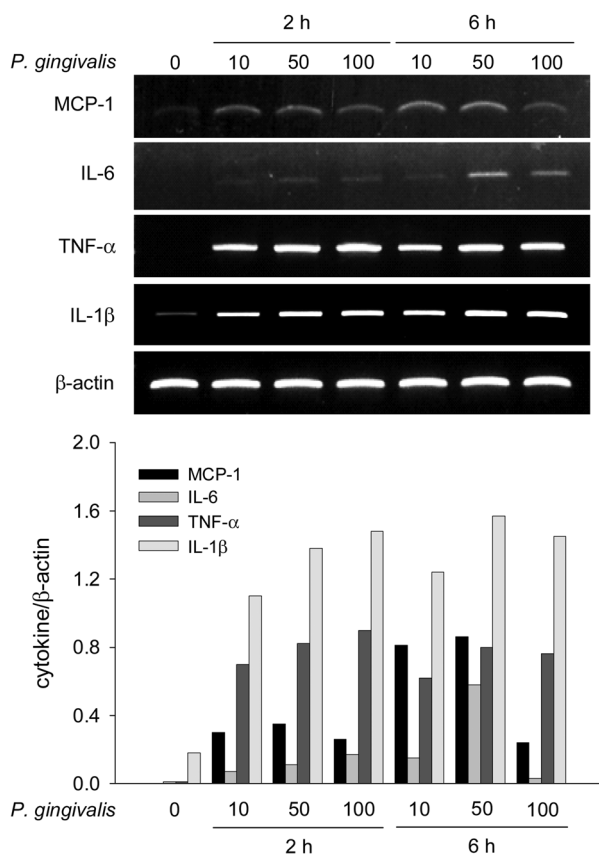 2 h 6 h
P. gingivalis 0 10 50 100 10 50 100
MCP-1
IL-6
TNF-α
IL-1β
β-actin
2.0
1.6
1.2
0.8
0.4
0.0
cytokine/β-actin
MCP-1
IL-6
TNF-α
IL-1β
P. gingivalis 0 10 50 100 10 50 100
2 h 6 h